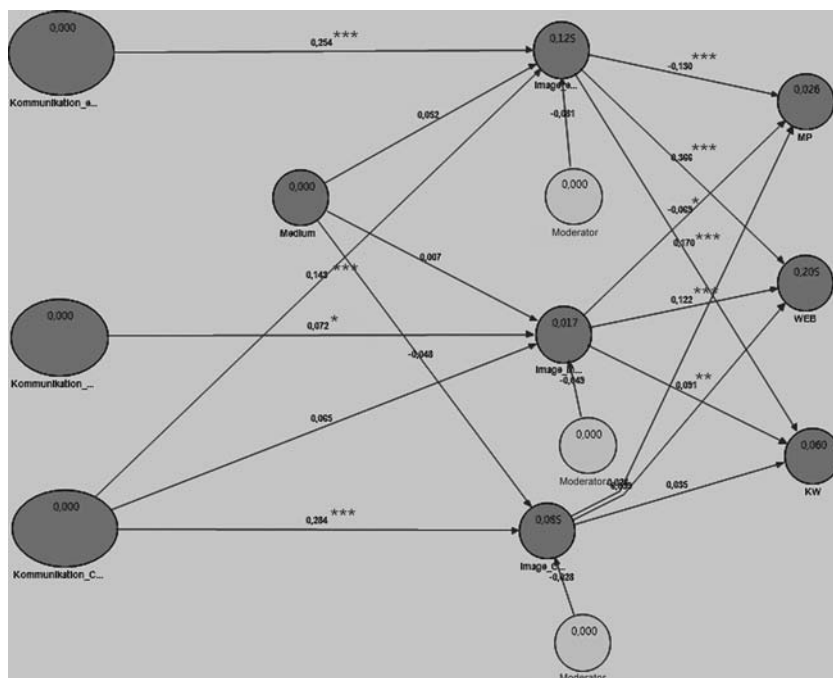 0,000
Kommunikation_e...
0,254***
0,125
Image_e...
-0,130***
0,026
MP
0,052
-0,081
0,366***
0,000
Medium
0,000
Moderator
*
0,170***
0,143***
0,007
0,122***
0,205
WEB
0,000
Kommunikation_...
0,072*
0,017
-0,048
0,091**
0,065
0,000
Moderator
0,060
KW
0,000
Kommunikation_C...
0,284***
0,085
Image_C...
0,035
-0,028
0,000
Moderator